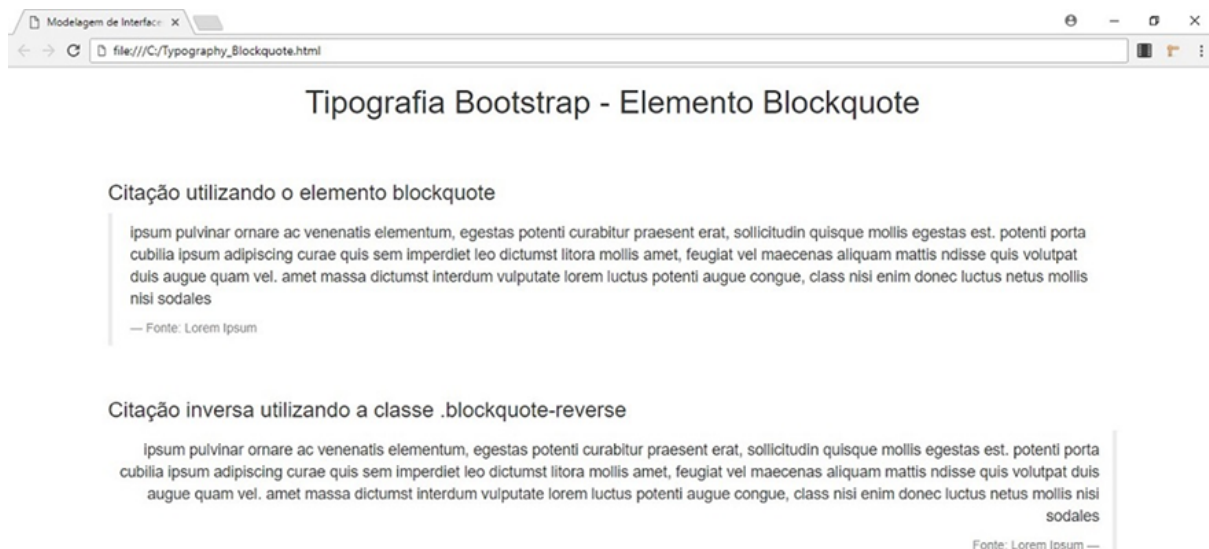 Modelagem de Interface
file:///C:/Typography_Blockquote.html
Tipografia Bootstrap - Elemento Blockquote
Citação utilizando o elemento blockquote
ipsum pulvinar ornare ac venenatis elementum, egestas potenti curabitur praesent erat, sollicitudin quisque mollis egestas est. potenti porta
cubilia ipsum adipiscing curae quis sem imperdiet leo dictumst litora mollis amet, feugiat vel maecenas aliquam mattis ndisse quis volutpat
duis augue quam vel. amet massa dictumst interdum vulputate lorem luctus potenti augue congue, class nisi enim donec luctus netus mollis
nisi sodales
— Fonte: Lorem Ipsum
Citação inversa utilizando a classe .blockquote-reverse
ipsum pulvinar ornare ac venenatis elementum, egestas potenti curabitur praesent erat, sollicitudin quisque mollis egestas est. potenti porta
cubilia ipsum adipiscing curae quis sem imperdiet leo dictumst litora mollis amet, feugiat vel maecenas aliquam mattis ndisse quis volutpat duis
augue quam vel. amet massa dictumst interdum vulputate lorem luctus potenti augue congue, class nisi enim donec luctus netus mollis nisi
sodales
Fonte: Lorem Ipsum —